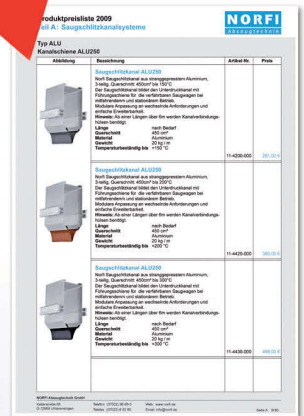 Produktpreisliste 2009
Teil A: Saugschlitzkanalsysteme
NORFI
Absaugtechnik
Typ ALU
Kanalschiene ALU250
Abbildung Bezeichnung Artikel-Nr. Preis
Saugschlitzkanal ALU250
Norfi Saugschlitzkanal aus stranggepresstem Aluminium,
3-teilig, Querschnitt: 450cm² bis 150°C
Der Saugschlitzkanal bildet den Unterdruckkanal mit
Führungsschiene für die verfahrbaren Saugwagen bei
mitfahrendem und stationärem Betrieb.
Modulare Anpassung an wechselnde Anforderungen und
einfache Erweiterbarkeit.
Hinweis: Ab einer Längen über 6m werden Kanalverbindungs-
hülsen benötigt.
Länge nach Bedarf
Querschnitt 450 cm²
Material Aluminium
Gewicht 20 kg / m
Temperaturbeständig bis +150 °C
11-4200-000
Saugschlitzkanal ALU250
Norfi Saugschlitzkanal aus stranggepresstem Aluminium,
3-teilig, Querschnitt: 450cm² bis 200°C
Der Saugschlitzkanal bildet den Unterdruckkanal mit
Führungsschiene für die verfahrbaren Saugwagen bei
mitfahrendem und stationärem Betrieb.
Modulare Anpassung an wechselnde Anforderungen und
einfache Erweiterbarkeit.
Hinweis: Ab einer Längen über 6m werden Kanalverbindungs-
hülsen benötigt.
Länge nach Bedarf
Querschnitt 450 cm²
Material Aluminium
Gewicht 20 kg / m
Temperaturbeständig bis +200 °C
11-4420-000
Saugschlitzkanal ALU250
Norfi Saugschlitzkanal aus stranggepresstem Aluminium,
3-teilig, Querschnitt: 450cm² bis 300°C
Der Saugschlitzkanal bildet den Unterdruckkanal mit
Führungsschiene für die verfahrbaren Saugwagen bei
mitfahrendem und stationärem Betrieb.
Modulare Anpassung an wechselnde Anforderungen und
einfache Erweiterbarkeit.
Hinweis: Ab einer Längen über 6m werden Kanalverbindungs-
hülsen benötigt.
Länge nach Bedarf
Querschnitt 450 cm²
Material Aluminium
Gewicht 20 kg / m
Temperaturbeständig bis +300 °C
11-4430-000
NORFI Absaugtechnik GmbH